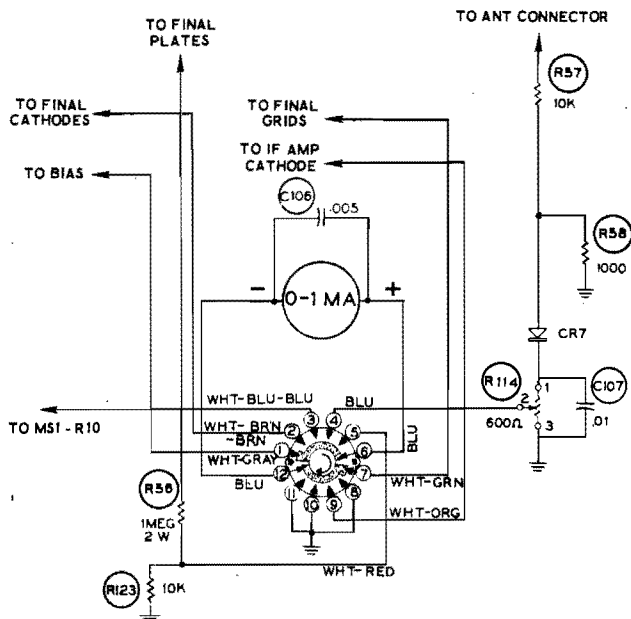 TO FINAL
PLATES
TO ANT CONNECTOR
R57
10K
TO FINAL
CATHODES
TO FINAL
GRIDS
TO BIAS
TO IF AMP
CATHODE
C106
.005
R58
1000
-
+
0-1 MA
CR7
R114
C107
1
2
3
600Ω
.01
WHT-BLU-BLU
BLU
TO MS1-R10
WHT-BRN
-BRN
WHT-GRAY
BLU
BLU
3
4
2
5
1
6
12
7
11
8
10
9
WHT-GRN
WHT-ORG
R56
1MEG
2 W
WHT-RED
R123
10K